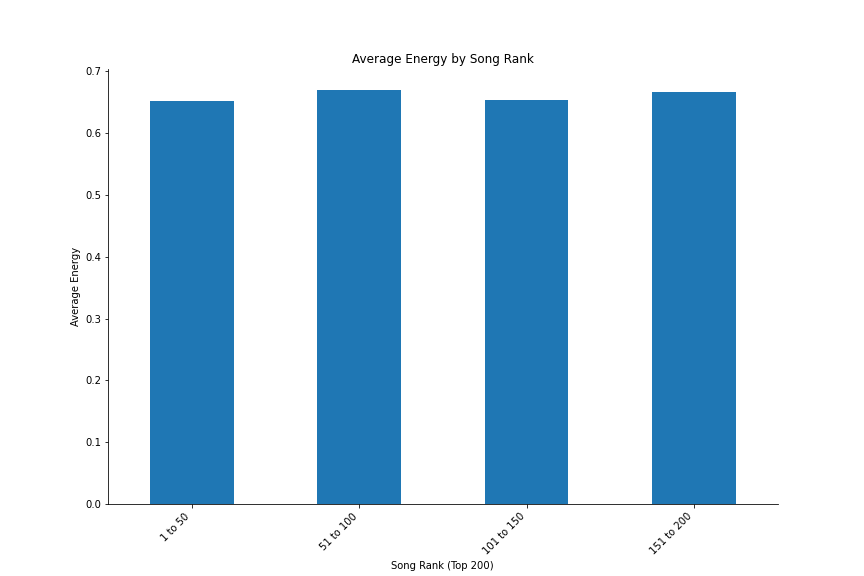 Average Energy by Song Rank
0.7
0.6
0.5
0.4
0.3
0.2
0.1
0.0
Average Energy
1 to 50
51 to 100
101 to 150
151 to 200
Song Rank (Top 200)